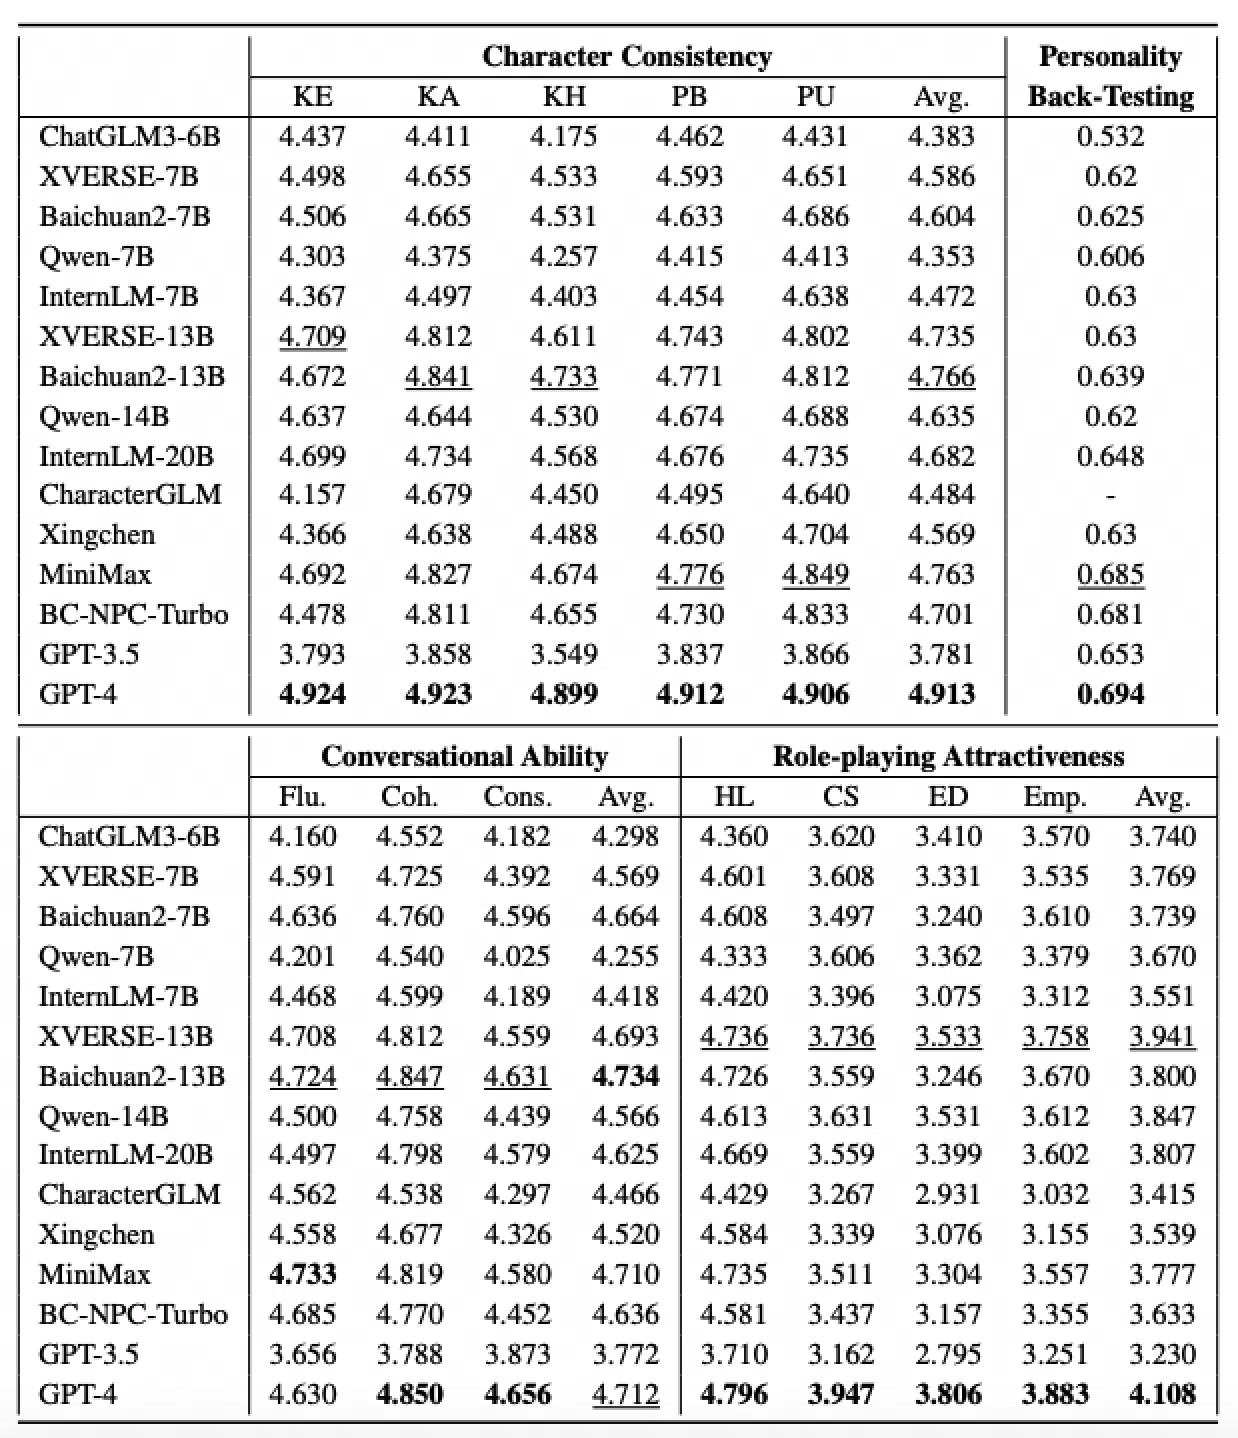 Character Consistency Personality
KE KA KH PB PU Avg. Back-Testing
ChatGLM3-6B 4.437 4.411 4.175 4.462 4.431 4.383 0.532
XVERSE-7B 4.498 4.655 4.533 4.593 4.651 4.586 0.62
Baichuan2-7B 4.506 4.665 4.531 4.633 4.686 4.604 0.625
Qwen-7B 4.303 4.375 4.257 4.415 4.413 4.353 0.606
InternLM-7B 4.367 4.497 4.403 4.454 4.638 4.472 0.63
XVERSE-13B 4.709 4.812 4.611 4.743 4.802 4.735 0.63
Baichuan2-13B 4.672 4.841 4.733 4.771 4.812 4.766 0.639
Qwen-14B 4.637 4.644 4.530 4.674 4.688 4.635 0.62
InternLM-20B 4.699 4.734 4.568 4.676 4.735 4.682 0.648
CharacterGLM 4.157 4.679 4.450 4.495 4.640 4.484 -
Xingchen 4.366 4.638 4.488 4.650 4.704 4.569 0.63
MiniMax 4.692 4.827 4.674 4.776 4.849 4.763 0.685
BC-NPC-Turbo 4.478 4.811 4.655 4.730 4.833 4.701 0.681
GPT-3.5 3.793 3.858 3.549 3.837 3.866 3.781 0.653
GPT-4 4.924 4.923 4.899 4.912 4.906 4.913 0.694
Conversational Ability Role-playing Attractiveness
Flu. Coh. Cons. Avg. HL CS ED Emp. Avg.
ChatGLM3-6B 4.160 4.552 4.182 4.298 4.360 3.620 3.410 3.570 3.740
XVERSE-7B 4.591 4.725 4.392 4.569 4.601 3.608 3.331 3.535 3.769
Baichuan2-7B 4.636 4.760 4.596 4.664 4.608 3.497 3.240 3.610 3.739
Qwen-7B 4.201 4.540 4.025 4.255 4.333 3.606 3.362 3.379 3.670
InternLM-7B 4.468 4.599 4.189 4.418 4.420 3.396 3.075 3.312 3.551
XVERSE-13B 4.708 4.812 4.559 4.693 4.736 3.736 3.533 3.758 3.941
Baichuan2-13B 4.724 4.847 4.631 4.734 4.726 3.559 3.246 3.670 3.800
Qwen-14B 4.500 4.758 4.439 4.566 4.613 3.631 3.531 3.612 3.847
InternLM-20B 4.497 4.798 4.579 4.625 4.669 3.559 3.399 3.602 3.807
CharacterGLM 4.562 4.538 4.297 4.466 4.429 3.267 2.931 3.032 3.415
Xingchen 4.558 4.677 4.326 4.520 4.584 3.339 3.076 3.155 3.539
MiniMax 4.733 4.819 4.580 4.710 4.735 3.511 3.304 3.557 3.777
BC-NPC-Turbo 4.685 4.770 4.452 4.636 4.581 3.437 3.157 3.355 3.633
GPT-3.5 3.656 3.788 3.873 3.772 3.710 3.162 2.795 3.251 3.230
GPT-4 4.630 4.850 4.656 4.712 4.796 3.947 3.806 3.883 4.108